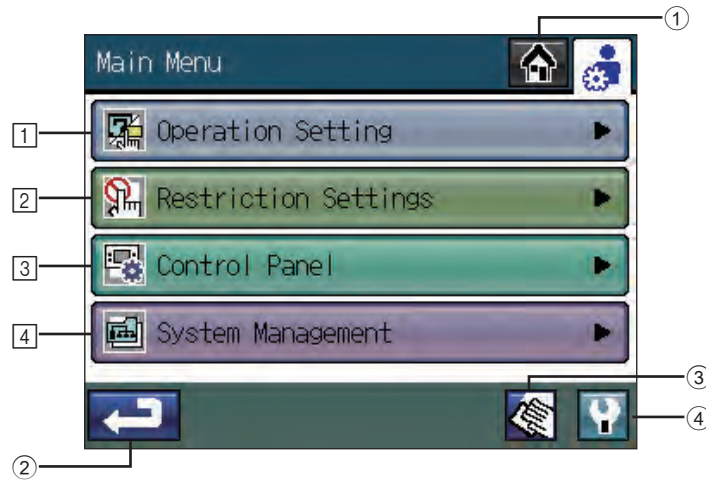 ①
Main Menu
1 Operation Setting
2 Restriction Settings
3 Control Panel
4 System Management
③
④
②